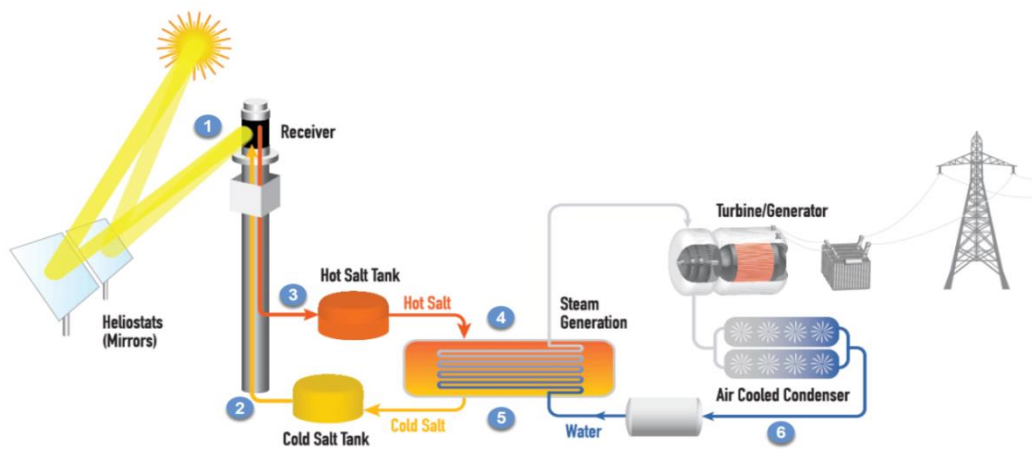 1
Receiver
Turbine/Generator
Hot Salt Tank
3
Hot Salt
4
Steam
Generation
Heliostats
(Mirrors)
2
Cold Salt Tank
Cold Salt
5
Water
Air Cooled Condenser
6